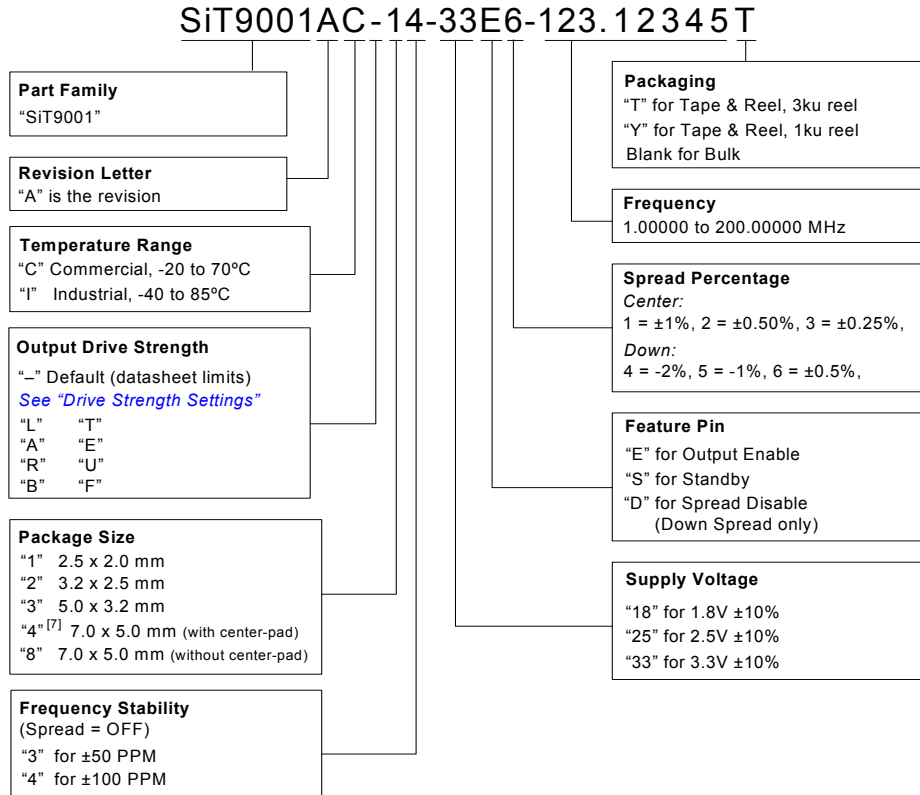 SiT9001AC-14-33E6-123.12345T
Part Family
“SiT9001”
Revision Letter
“A” is the revision
Temperature Range
“C” Commercial, -20 to 70ºC
“I” Industrial, -40 to 85ºC
Output Drive Strength
“–” Default (datasheet limits)
See “Drive Strength Settings”
“L” “T”
“A” “E”
“R” “U”
“B” “F”
Package Size
“1” 2.5 x 2.0 mm
“2” 3.2 x 2.5 mm
“3” 5.0 x 3.2 mm
“4” [7] 7.0 x 5.0 mm (with center-pad)
“8” 7.0 x 5.0 mm (without center-pad)
Frequency Stability
(Spread = OFF)
“3” for ±50 PPM
“4” for ±100 PPM
Packaging
“T” for Tape & Reel, 3ku reel
“Y” for Tape & Reel, 1ku reel
Blank for Bulk
Frequency
1.00000 to 200.00000 MHz
Spread Percentage
Center:
1 = ±1%, 2 = ±0.50%, 3 = ±0.25%,
Down:
4 = -2%, 5 = -1%, 6 = ±0.5%,
Feature Pin
“E” for Output Enable
“S” for Standby
“D” for Spread Disable
(Down Spread only)
Supply Voltage
“18” for 1.8V ±10%
“25” for 2.5V ±10%
“33” for 3.3V ±10%